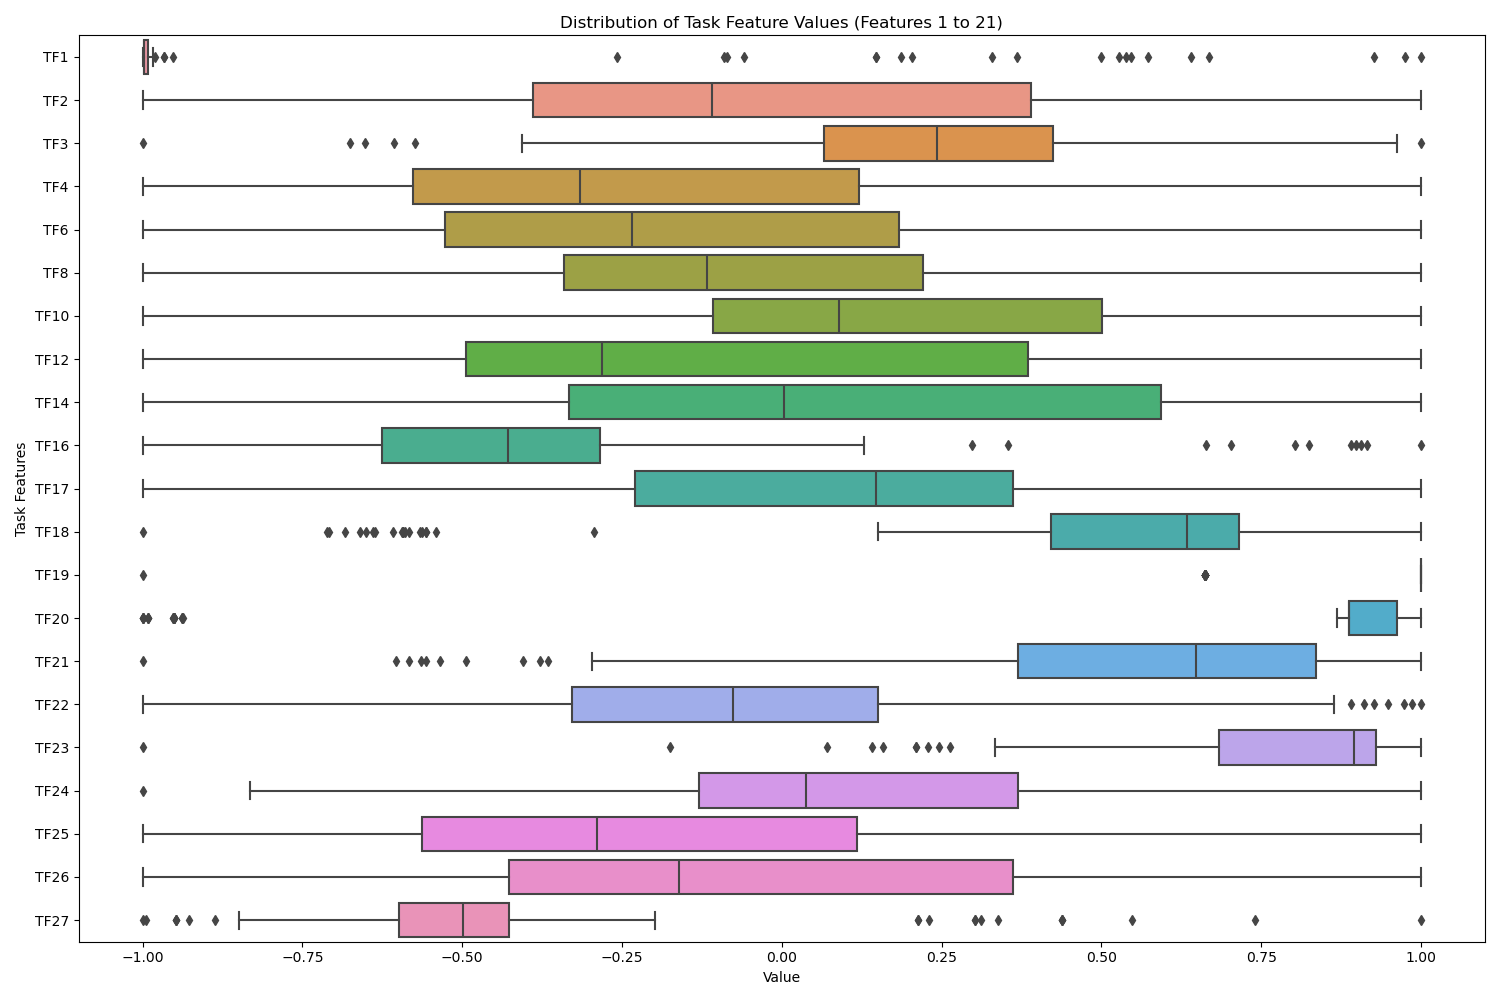 Distribution of Task Feature Values (Features 1 to 21)
Task Features
TF1
TF2
TF3
TF4
TF6
TF8
TF10
TF12
TF14
TF16
TF17
TF18
TF19
TF20
TF21
TF22
TF23
TF24
TF25
TF26
TF27
−1.00 −0.75 −0.50 −0.25 0.00 0.25 0.50 0.75 1.00
Value